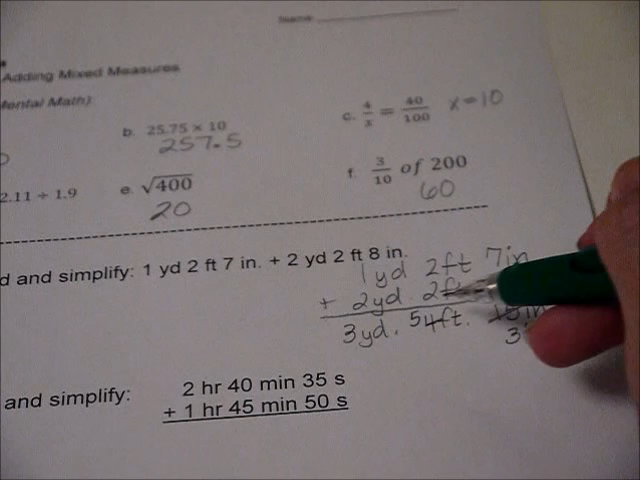 Name
Adding Mixed Measures
Mental Math):
b. 25.75 × 10
257.5
c. 4/x = 40/100 x=10
2.11 ÷ 1.9
e. √400
20
f. 3/10 of 200
60
d and simplify: 1 yd 2 ft 7 in. + 2 yd 2 ft 8 in.
1yd 2ft 7in
+ 2yd. 2ft
3yd. 5 4ft. 15in
3
and simplify: 2 hr 40 min 35 s
+ 1 hr 45 min 50 s